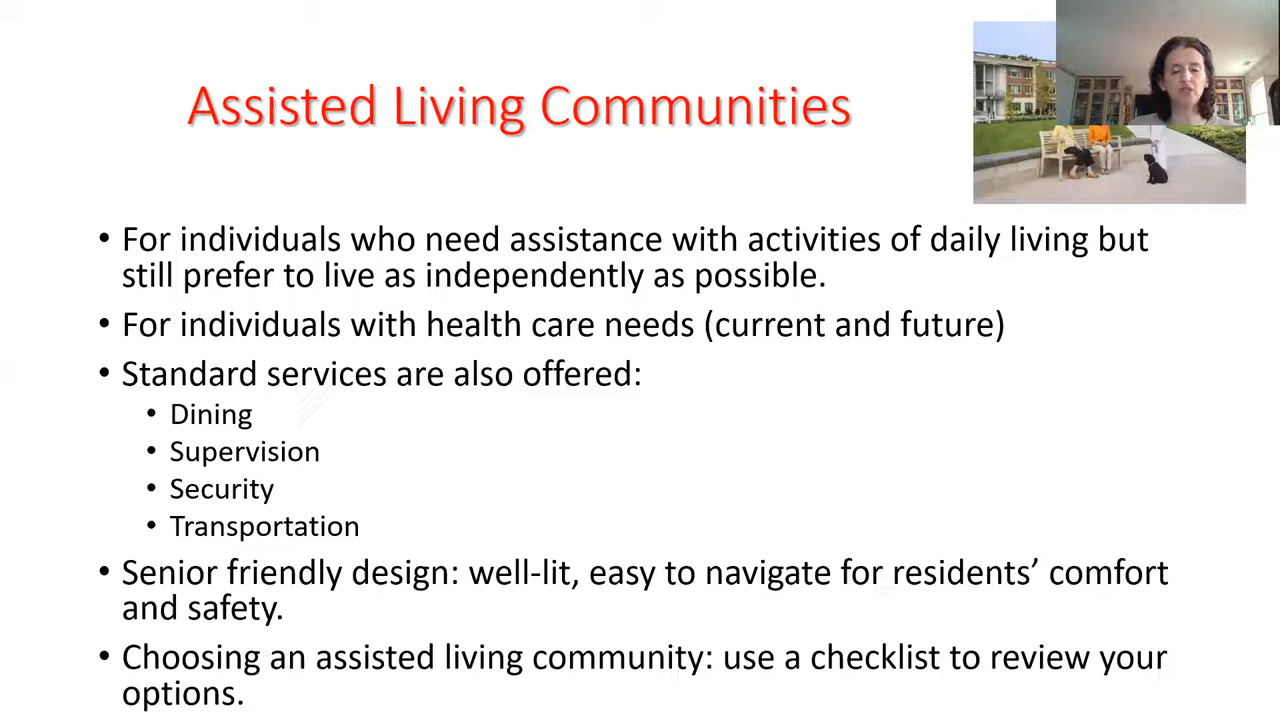 Assisted Living Communities
• For individuals who need assistance with activities of daily living but
still prefer to live as independently as possible.
• For individuals with health care needs (current and future)
• Standard services are also offered:
• Dining
• Supervision
• Security
• Transportation
• Senior friendly design: well-lit, easy to navigate for residents’ comfort
and safety.
• Choosing an assisted living community: use a checklist to review your
options.